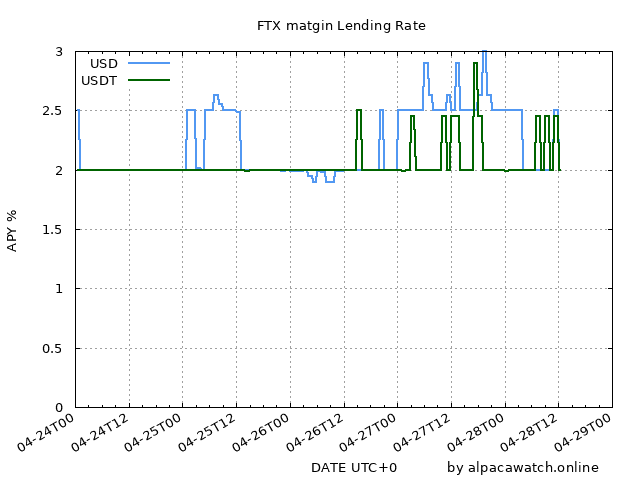 FTX matgin Lending Rate
USD
USDT
3
2.5
2
1.5
1
0.5
0
APY %
04-24T00
04-24T12
04-25T00
04-25T12
04-26T00
04-26T12
04-27T00
04-27T12
04-28T00
04-28T12
04-29T00
DATE UTC+0
by alpacawatch.online